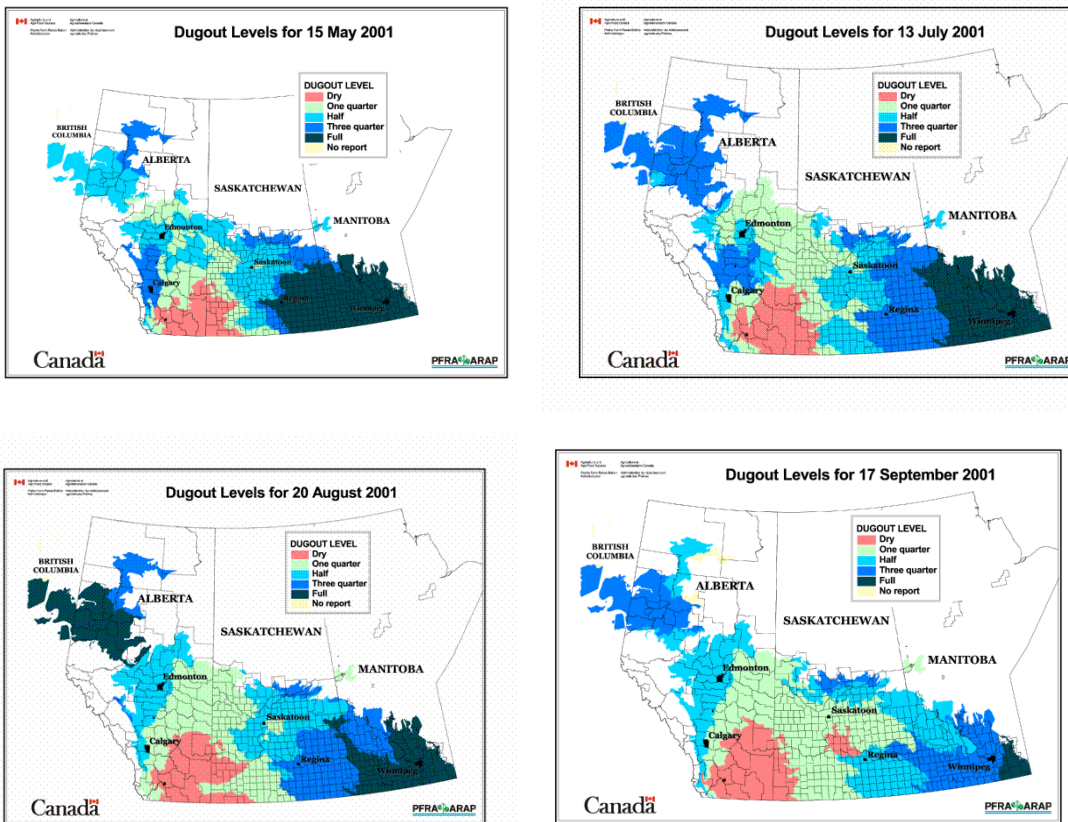 Dugout Levels for 15 May 2001
DUGOUT LEVEL
Dry
One quarter
Half
Three quarter
Full
No report
BRITISH
COLUMBIA
ALBERTA
SASKATCHEWAN
MANITOBA
Edmonton
Saskatoon
Calgary
Regina
Winnipeg
Canada
PFRA ARAP
Dugout Levels for 13 July 2001
DUGOUT LEVEL
Dry
One quarter
Half
Three quarter
Full
No report
BRITISH
COLUMBIA
ALBERTA
SASKATCHEWAN
MANITOBA
Edmonton
Saskatoon
Calgary
Regina
Winnipeg
Canada
PFRA ARAP
Dugout Levels for 20 August 2001
DUGOUT LEVEL
Dry
One quarter
Half
Three quarter
Full
No report
BRITISH
COLUMBIA
ALBERTA
SASKATCHEWAN
MANITOBA
Edmonton
Saskatoon
Calgary
Regina
Winnipeg
Canada
PFRA ARAP
Dugout Levels for 17 September 2001
DUGOUT LEVEL
Dry
One quarter
Half
Three quarter
Full
No report
BRITISH
COLUMBIA
ALBERTA
SASKATCHEWAN
MANITOBA
Edmonton
Saskatoon
Calgary
Regina
Winnipeg
Canada
PFRA ARAP